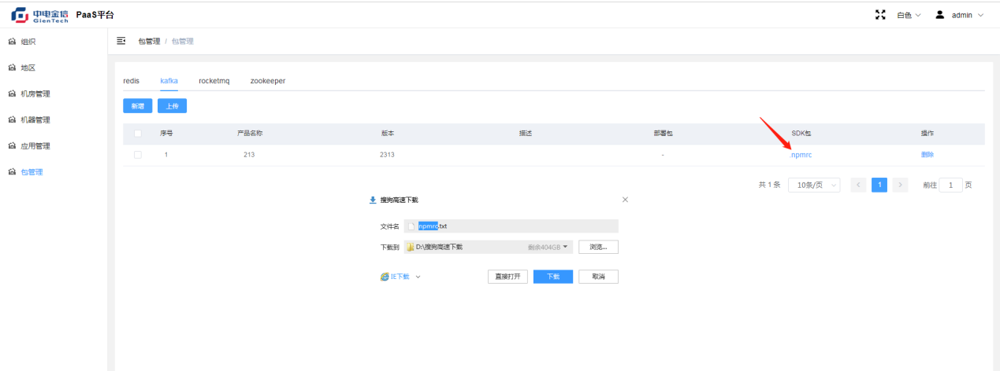 中电金信 GienTech PaaS平台 白色 admin
组织
包管理 / 包管理
地区
redis kafka rocketmq zookeeper
机房管理
新增 上传
机器管理
序号 产品名称 版本 描述 部署包 SDK包 操作
应用管理
1 213 2313 - .npmrc 删除
包管理
共 1 条 10条/页 < 1 > 前往 1 页
搜狗高速下载
文件名 npmrc.txt
下载到 D:\搜狗高速下载 剩余404GB 浏览...
IE下载 直接打开 下载 取消